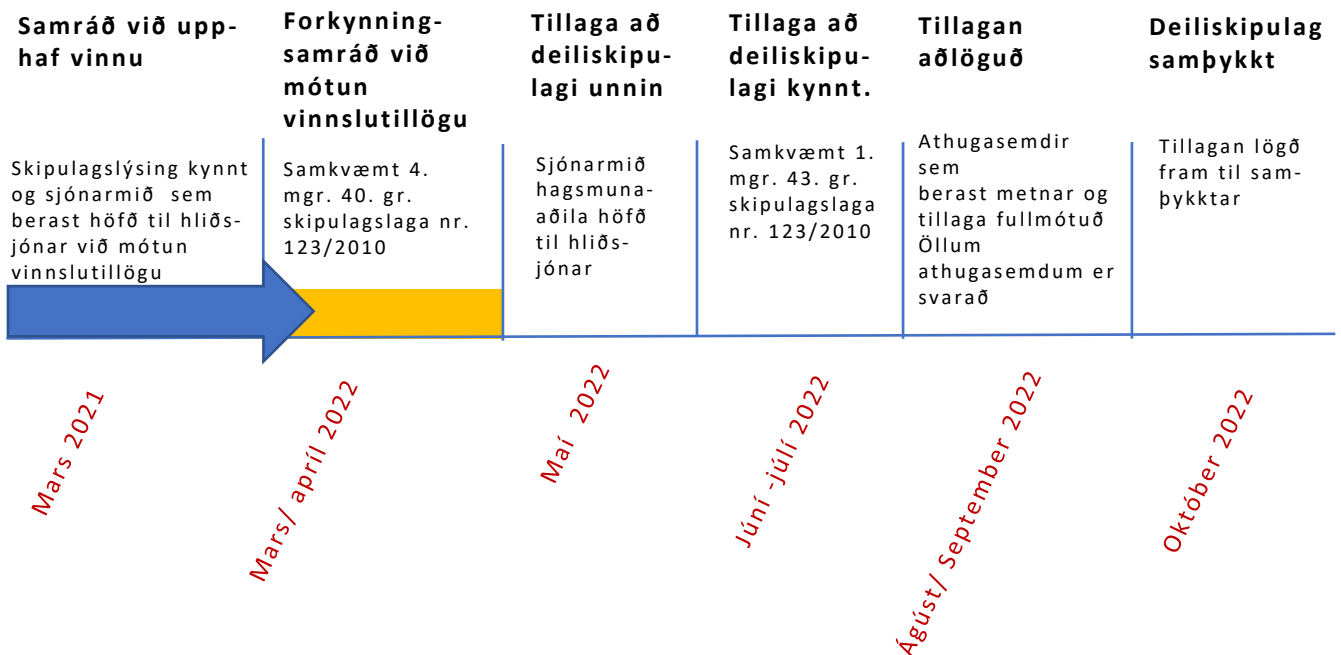 Samráð við upp-
haf vinnu
Skipulagslýsing kynnt
og sjónarmið sem
berast höfð til hliðs-
jónar við mótun
vinnslutillögu
Mars 2021
Forkynning-
samráð við
mótun
vinnslutillögu
Samkvæmt 4.
mgr. 40. gr.
skipulagslaga nr.
123/2010
Mars/ apríl 2022
Tillaga að
deiliskipu-
lagi unnin
Sjónarmið
hagsmuna-
aðila höfð
til hliðs-
jónar
Maí 2022
Tillaga að
deiliskipu-
lagi kynnt.
Samkvæmt 1.
mgr. 43. gr.
skipulagslaga
nr. 123/2010
Júní -júlí 2022
Tillagan
aðlöguð
Athugasemdir
sem
berast metnar og
tillaga fullmótuð
Öllum
athugasemdum er
svarað
Ágúst/ September 2022
Deiliskipulag
samþykkt
Tillagan lögð
fram til sam-
þykktar
Október 2022